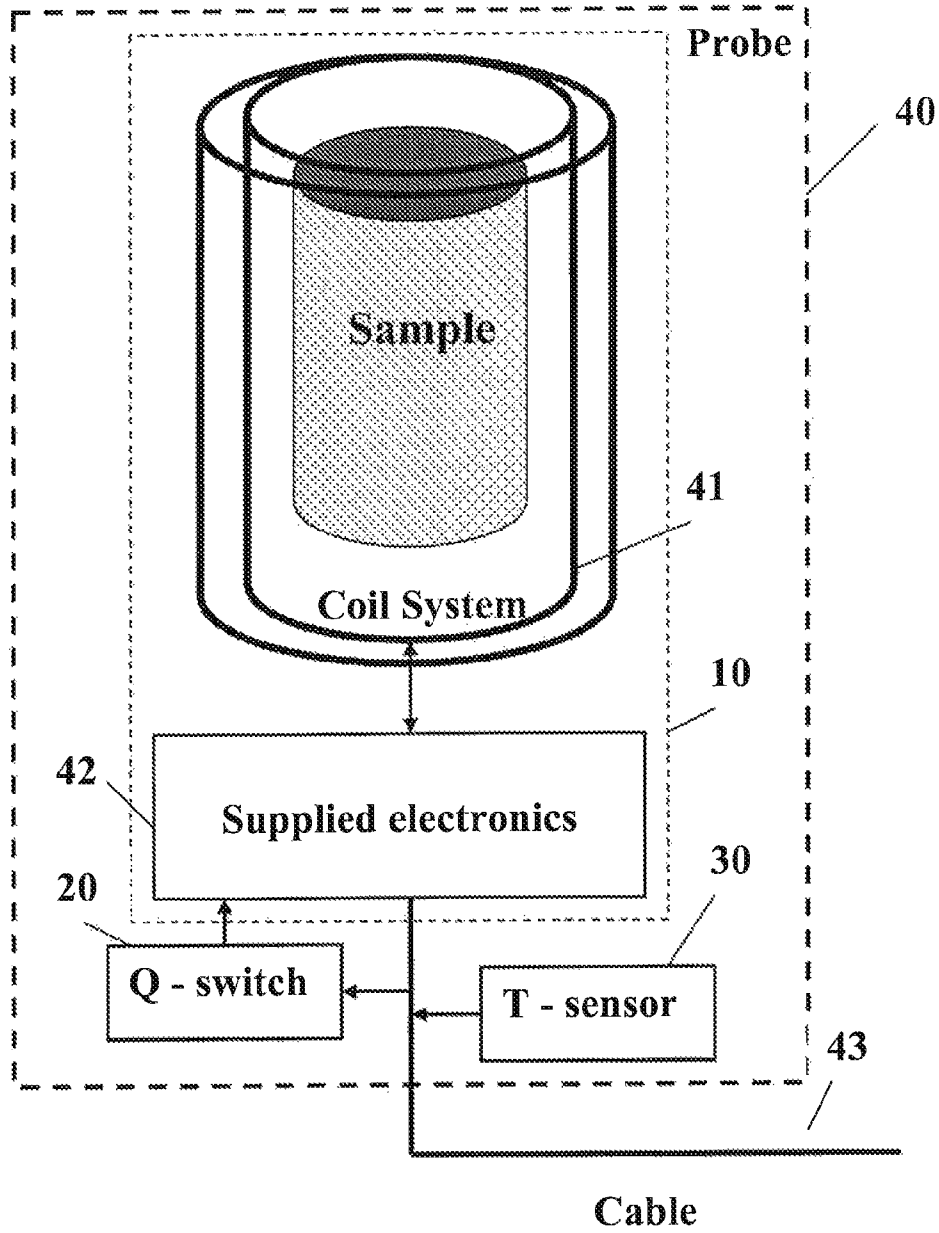 Probe
40
Sample
41
Coil System
10
42
Supplied electronics
30
20
Q - switch
T - sensor
43
Cable